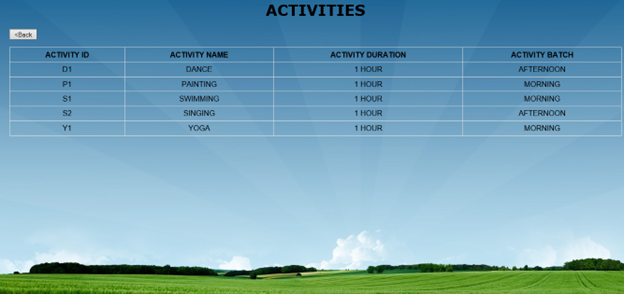 ACTIVITIES
<Back
ACTIVITY ID ACTIVITY NAME ACTIVITY DURATION ACTIVITY BATCH
D1 DANCE 1 HOUR AFTERNOON
P1 PAINTING 1 HOUR MORNING
S1 SWIMMING 1 HOUR MORNING
S2 SINGING 1 HOUR AFTERNOON
Y1 YOGA 1 HOUR MORNING